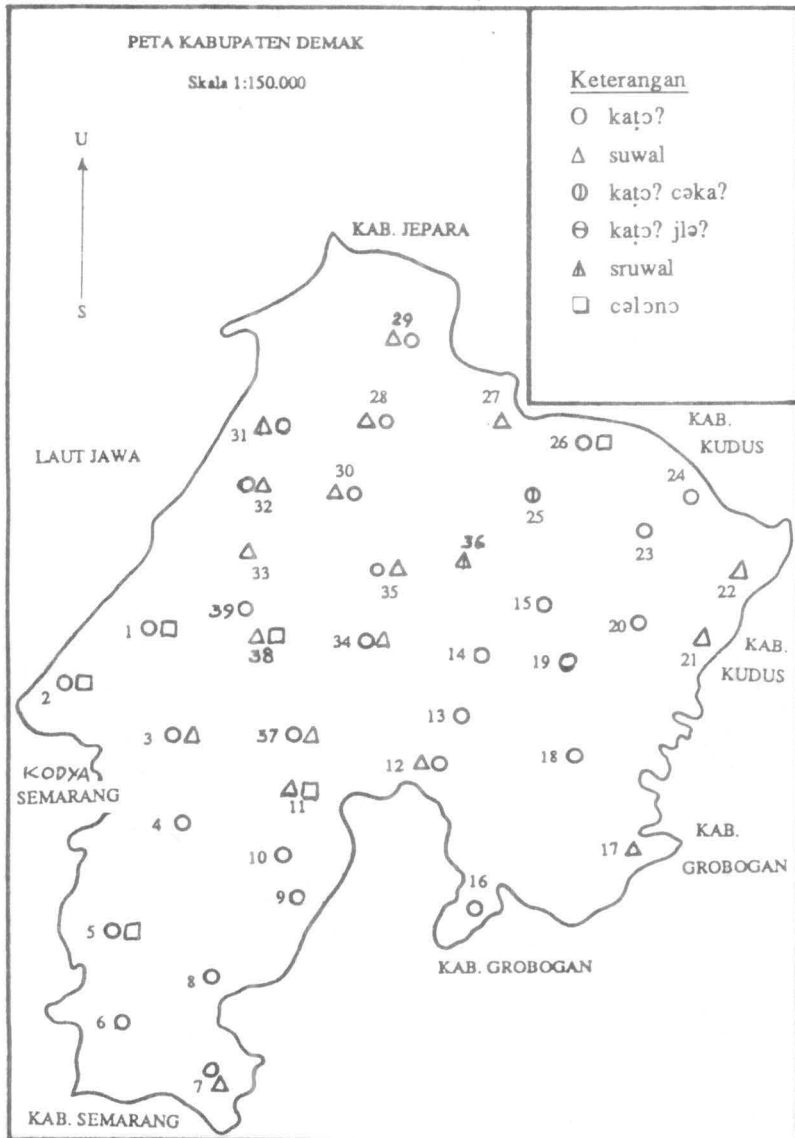 PETA KABUPATEN DEMAK
Skala 1:150.000
U
S
Keterangan
kaṭɔ?
suwal
kaṭɔ? cəka?
kaṭɔ? jlə?
sruwal
cəlɔnɔ
KAB. JEPARA
29
28
27
31
26
KAB.
KUDUS
LAUT JAWA
24
32
30
25
23
33
36
35
22
39
15
1
20
38
34
14
19
21
KAB.
KUDUS
2
13
3
37
18
12
KODYA
SEMARANG
11
4
17
KAB.
GROBOGAN
10
9
16
5
KAB. GROBOGAN
8
6
7
KAB. SEMARANG